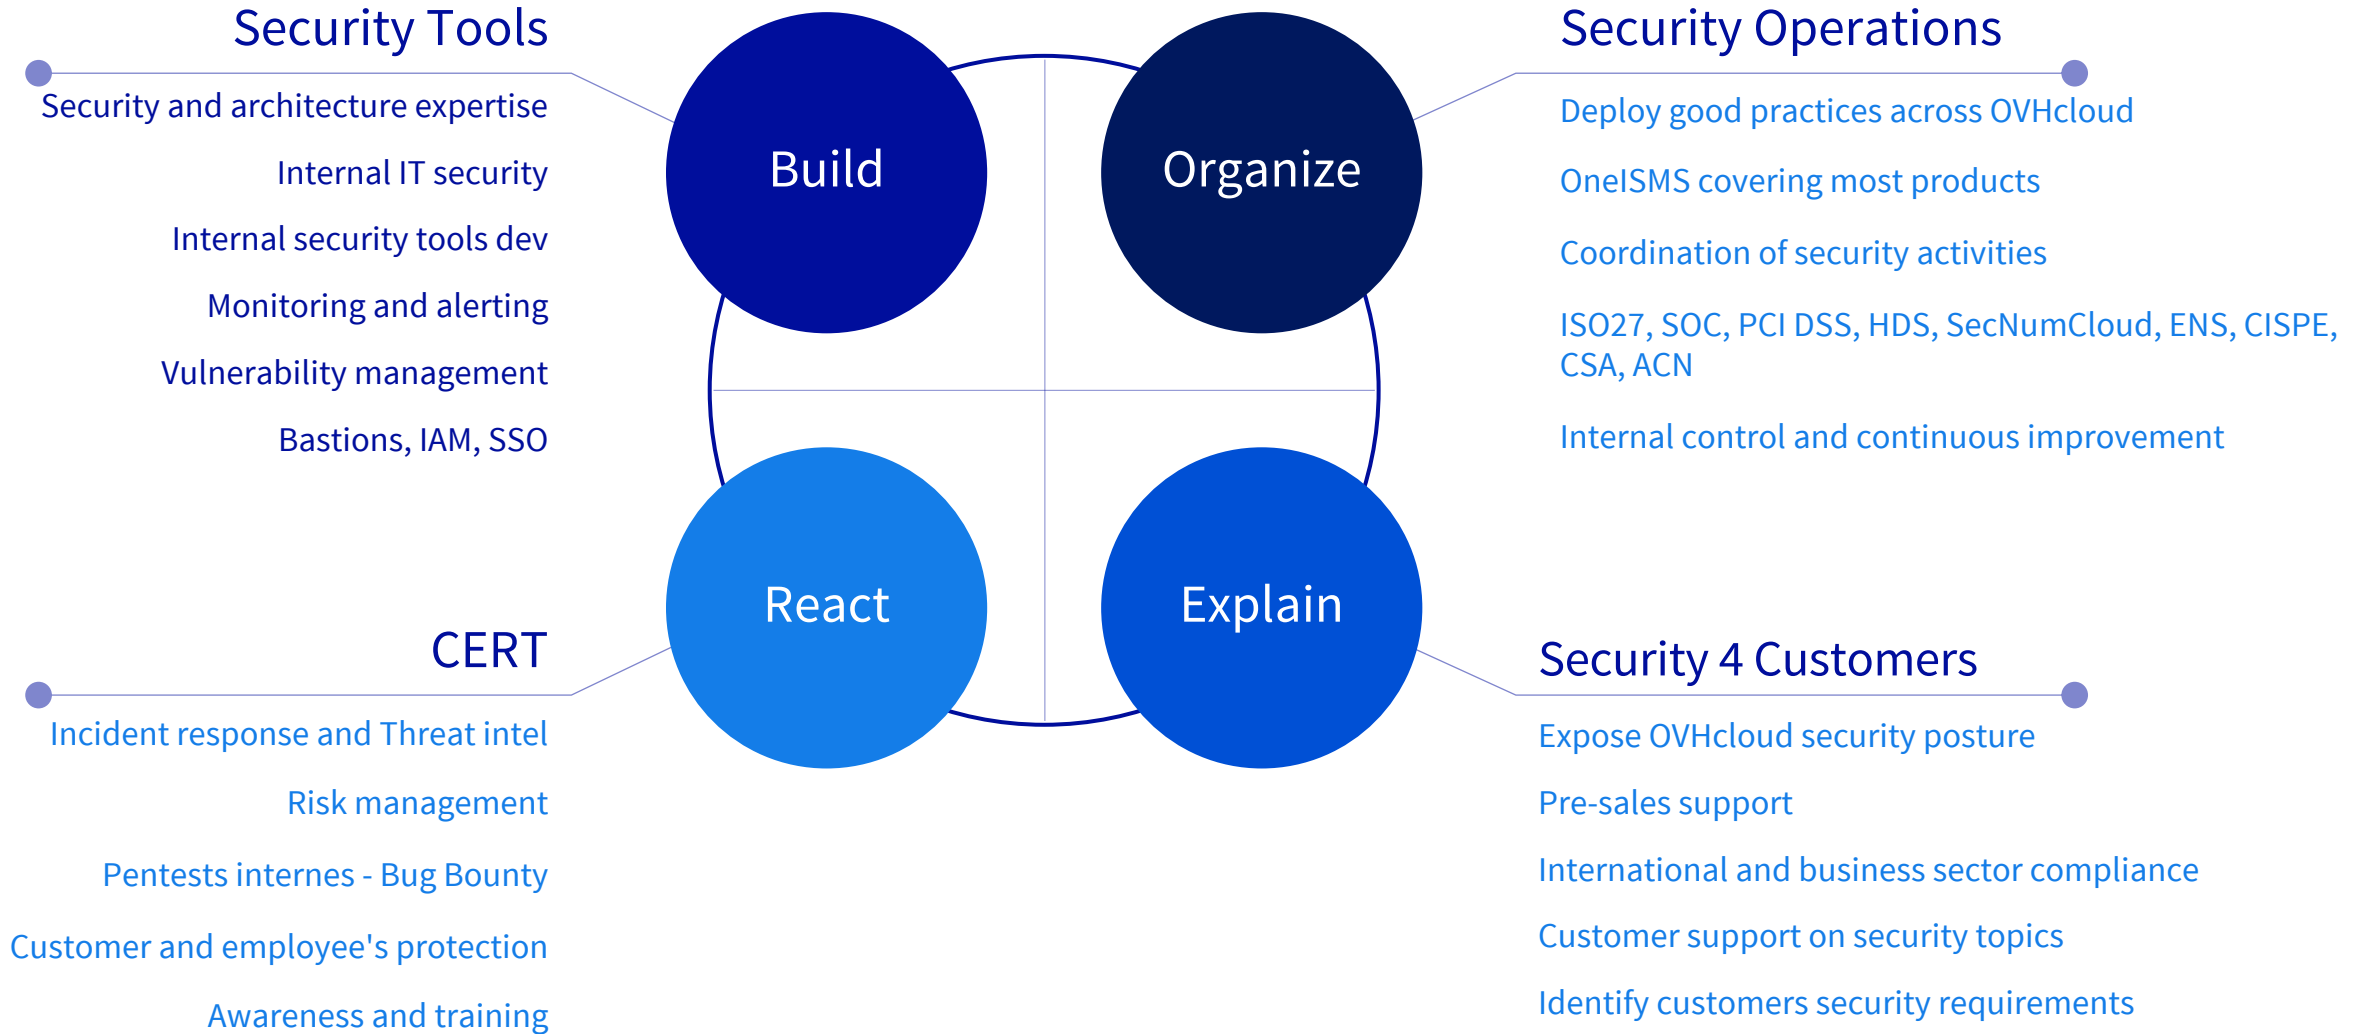 Security Tools
Security and architecture expertise
Internal IT security
Internal security tools dev
Monitoring and alerting
Vulnerability management
Bastions, IAM, SSO
Build
Organize
Security Operations
Deploy good practices across OVHcloud
OneISMS covering most products
Coordination of security activities
ISO27, SOC, PCI DSS, HDS, SecNumCloud, ENS, CISPE,
CSA, ACN
Internal control and continuous improvement
React
Explain
CERT
Incident response and Threat intel
Risk management
Pentests internes - Bug Bounty
Customer and employee's protection
Awareness and training
Security 4 Customers
Expose OVHcloud security posture
Pre-sales support
International and business sector compliance
Customer support on security topics
Identify customers security requirements